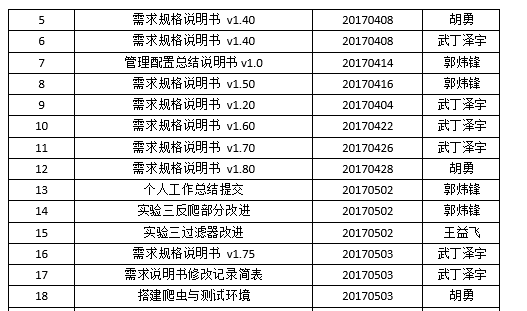 5 需求规格说明书 v1.40 20170408 胡勇
6 需求规格说明书 v1.40 20170408 武丁泽宇
7 管理配置总结说明书 v1.0 20170414 郭炜锋
8 需求规格说明书 v1.50 20170416 郭炜锋
9 需求规格说明书 v1.20 20170404 武丁泽宇
10 需求规格说明书 v1.60 20170422 武丁泽宇
11 需求规格说明书 v1.70 20170426 武丁泽宇
12 需求规格说明书 v1.80 20170428 胡勇
13 个人工作总结提交 20170502 郭炜锋
14 实验三反爬部分改进 20170502 郭炜锋
15 实验三过滤器改进 20170502 王益飞
16 需求规格说明书 v1.75 20170503 武丁泽宇
17 需求说明书修改记录简表 20170503 武丁泽宇
18 搭建爬虫与测试环境 20170503 胡勇